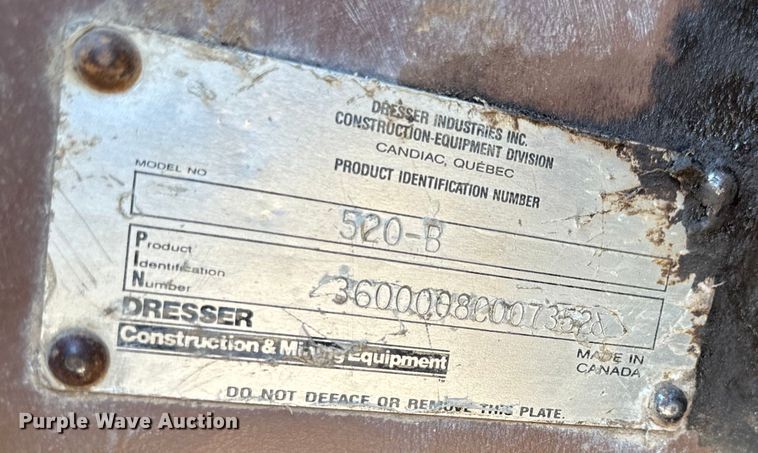 DRESSER INDUSTRIES INC.
CONSTRUCTION-EQUIPMENT DIVISION
CANDIAC, QUÉBEC
PRODUCT IDENTIFICATION NUMBER
MODEL NO
520-B
Product
Identification
Number
DRESSER
Construction & Mining Equipment
MADE IN
CANADA
DO NOT DEFACE OR REMOVE THIS PLATE.
Purple Wave Auction